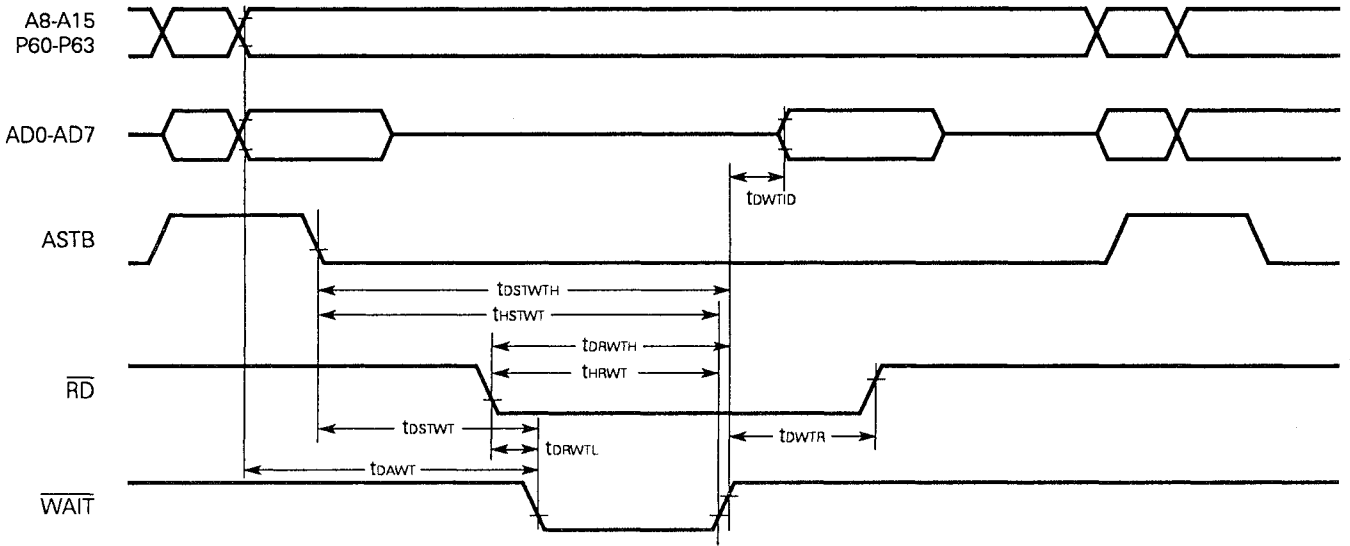 A8-A15
P60-P63
AD0-AD7
tDWTID
ASTB
tDSTWTH
tHSTWT
tDRWTH
tHRWT
RD
tDSTWT
tDRWTL
tDWTR
tDAWT
WAIT